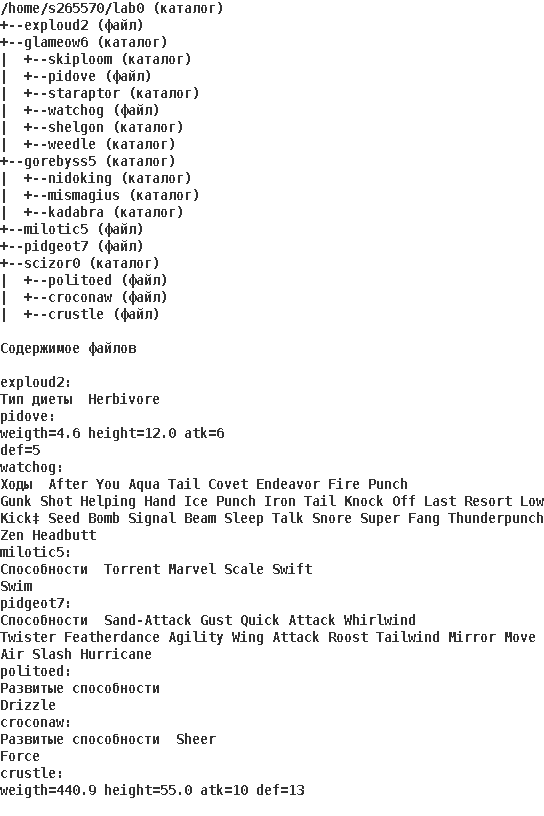 /home/s265570/lab0 (каталог)
+--exploud2 (файл)
+--glameow6 (каталог)
|  +--skiploom (каталог)
|  +--pidove (файл)
|  +--staraptor (каталог)
|  +--watchog (файл)
|  +--shelgon (каталог)
|  +--weedle (каталог)
+--gorebyss5 (каталог)
|  +--nidoking (каталог)
|  +--mismagius (каталог)
|  +--kadabra (каталог)
+--milotic5 (файл)
+--pidgeot7 (файл)
+--scizor0 (каталог)
|  +--politoed (файл)
|  +--croconaw (файл)
|  +--crustle (файл)

Содержимое файлов

exploud2:
Тип диеты  Herbivore
pidove:
weigth=4.6 height=12.0 atk=6
def=5
watchog:
Ходы  After You Aqua Tail Covet Endeavor Fire Punch
Gunk Shot Helping Hand Ice Punch Iron Tail Knock Off Last Resort Low
Kick‡ Seed Bomb Signal Beam Sleep Talk Snore Super Fang Thunderpunch
Zen Headbutt
milotic5:
Способности  Torrent Marvel Scale Swift
Swim
pidgeot7:
Способности  Sand-Attack Gust Quick Attack Whirlwind
Twister Featherdance Agility Wing Attack Roost Tailwind Mirror Move
Air Slash Hurricane
politoed:
Развитые способности
Drizzle
croconaw:
Развитые способности  Sheer
Force
crustle:
weigth=440.9 height=55.0 atk=10 def=13